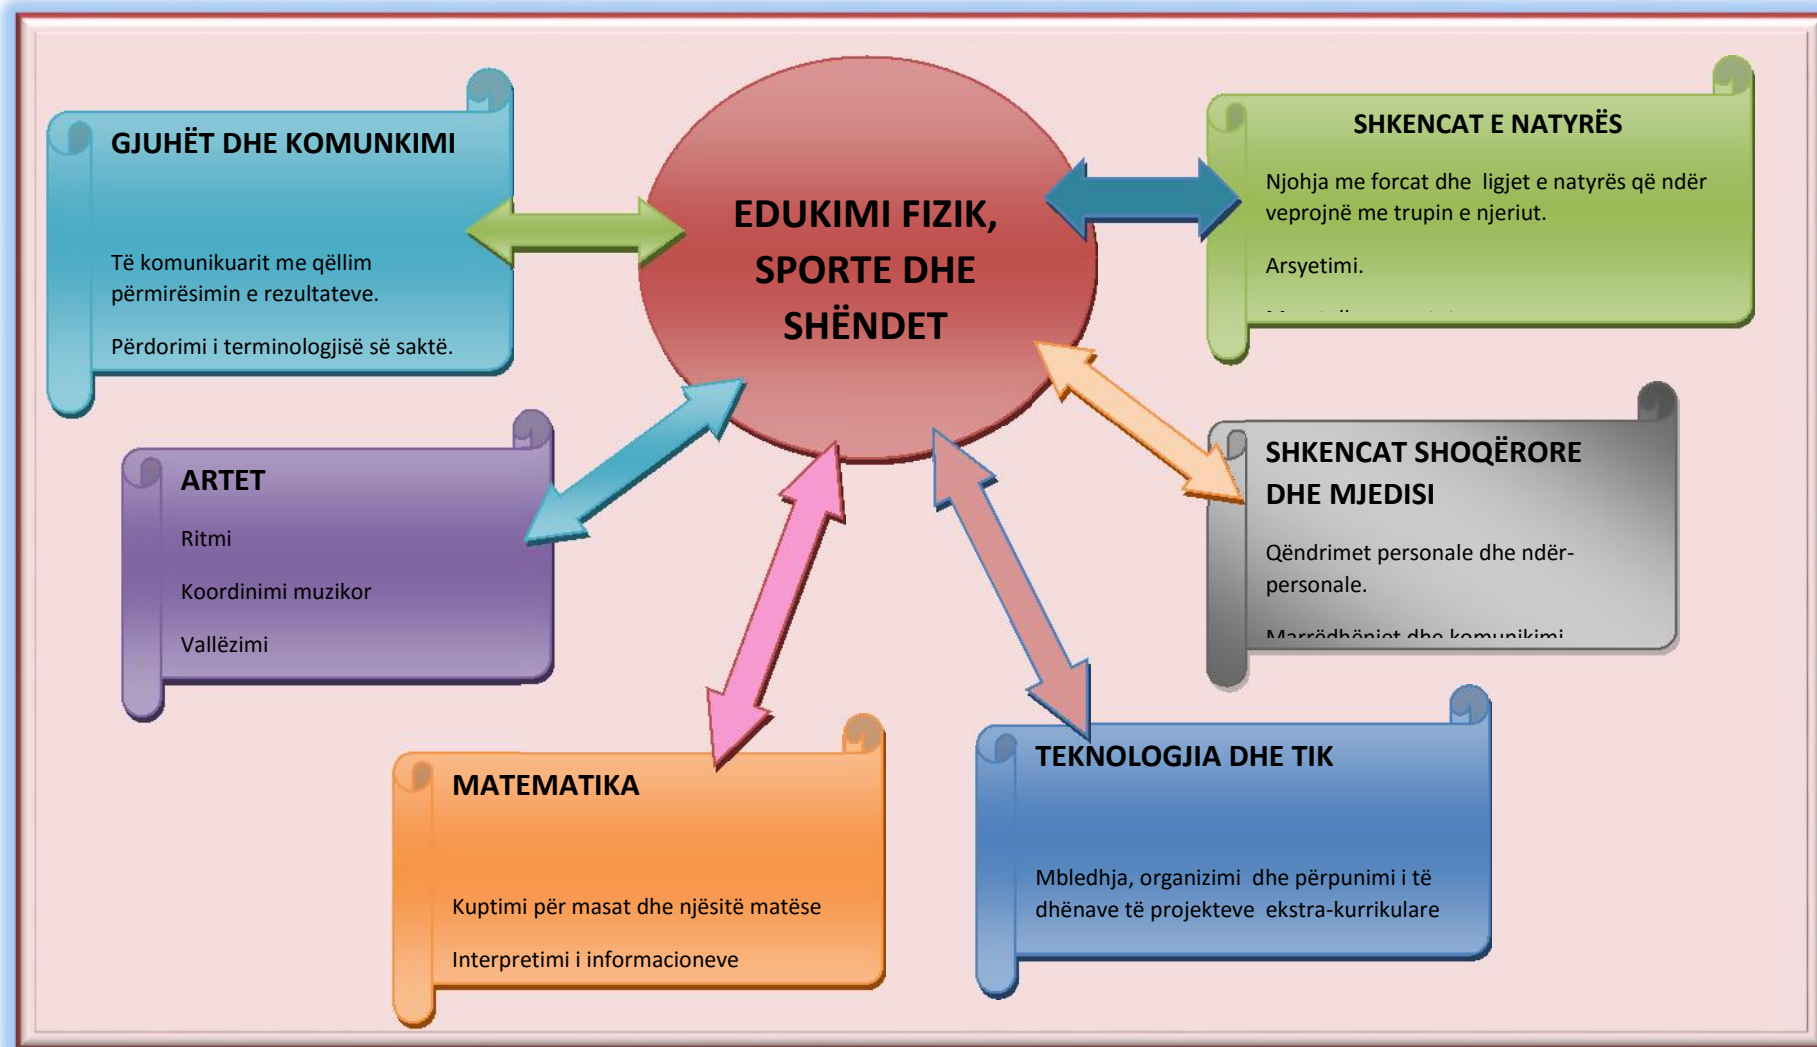 GJUHËT DHE KOMUNKIMI
Të komunikuarit me qëllim
përmirësimin e rezultateve.
Përdorimi i terminologjisë së saktë.
EDUKIMI FIZIK,
SPORTE DHE
SHËNDET
SHKENCAT E NATYRËS
Njohja me forcat dhe ligjet e natyrës që ndër
veprojnë me trupin e njeriut.
Arsyetimi.
ARTET
Ritmi
Koordinimi muzikor
Vallëzimi
SHKENCAT SHOQËRORE
DHE MJEDISI
Qëndrimet personale dhe ndër-
personale.
Marrëdhëniet dhe komunikimi
MATEMATIKA
Kuptimi për masat dhe njësitë matëse
Interpretimi i informacioneve
TEKNOLOGJIA DHE TIK
Mbledhja, organizimi dhe përpunimi i të
dhënave të projekteve ekstra-kurrikulare